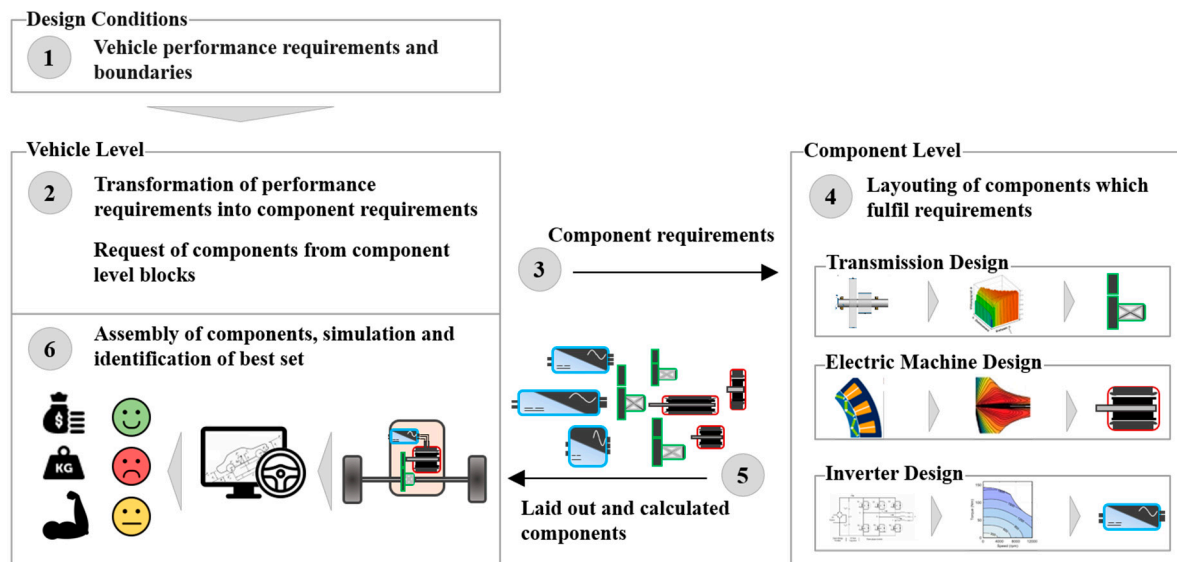 Design Conditions
1
Vehicle performance requirements and
boundaries
Vehicle Level
2
Transformation of performance
requirements into component requirements
Request of components from component
level blocks
3
Component requirements
Component Level
4
Layouting of components which
fulfil requirements
Transmission Design
Electric Machine Design
Inverter Design
5
Laid out and calculated
components
6
Assembly of components, simulation and
identification of best set
$
KG